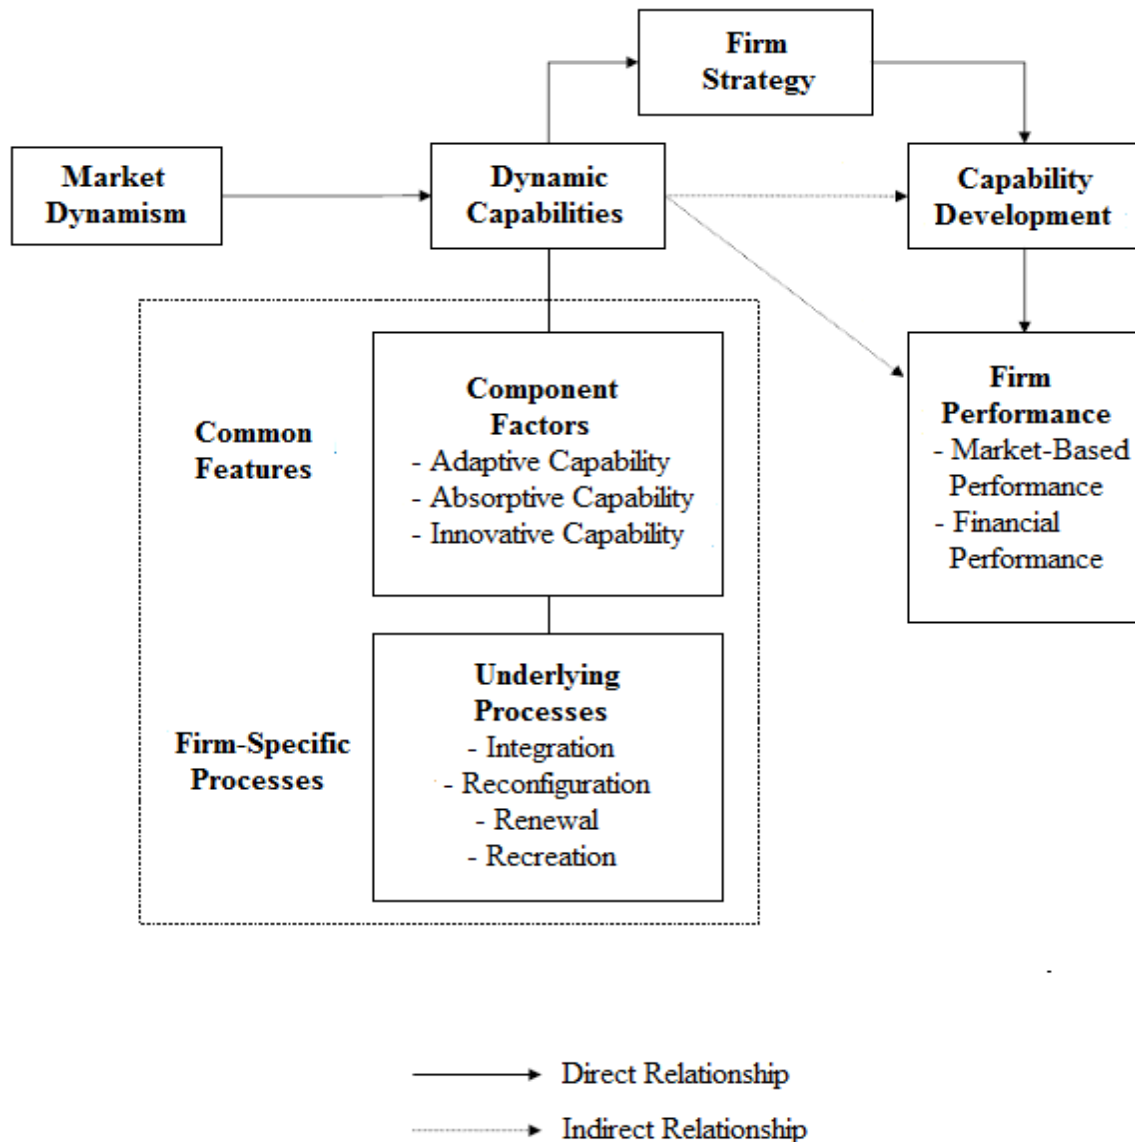 Firm
Strategy
Market
Dynamism
Dynamic
Capabilities
Capability
Development
Common
Features
Component
Factors
- Adaptive Capability
- Absorptive Capability
- Innovative Capability
Firm
Performance
- Market-Based
Performance
- Financial
Performance
Firm-Specific
Processes
Underlying
Processes
- Integration
- Reconfiguration
- Renewal
- Recreation
Direct Relationship
Indirect Relationship